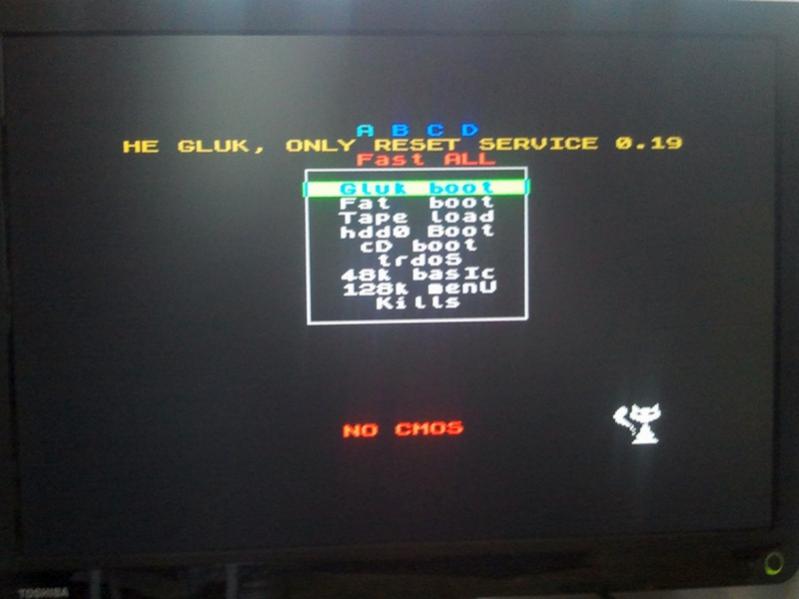 A B C D
HE GLUK, ONLY RESET SERVICE 0.19
Fast ALL
Gluk boot
Fat boot
Tape load
hdd0 Boot
cD boot
trdoS
48k basIc
128k menU
Kills
NO CMOS
TOSHIBA